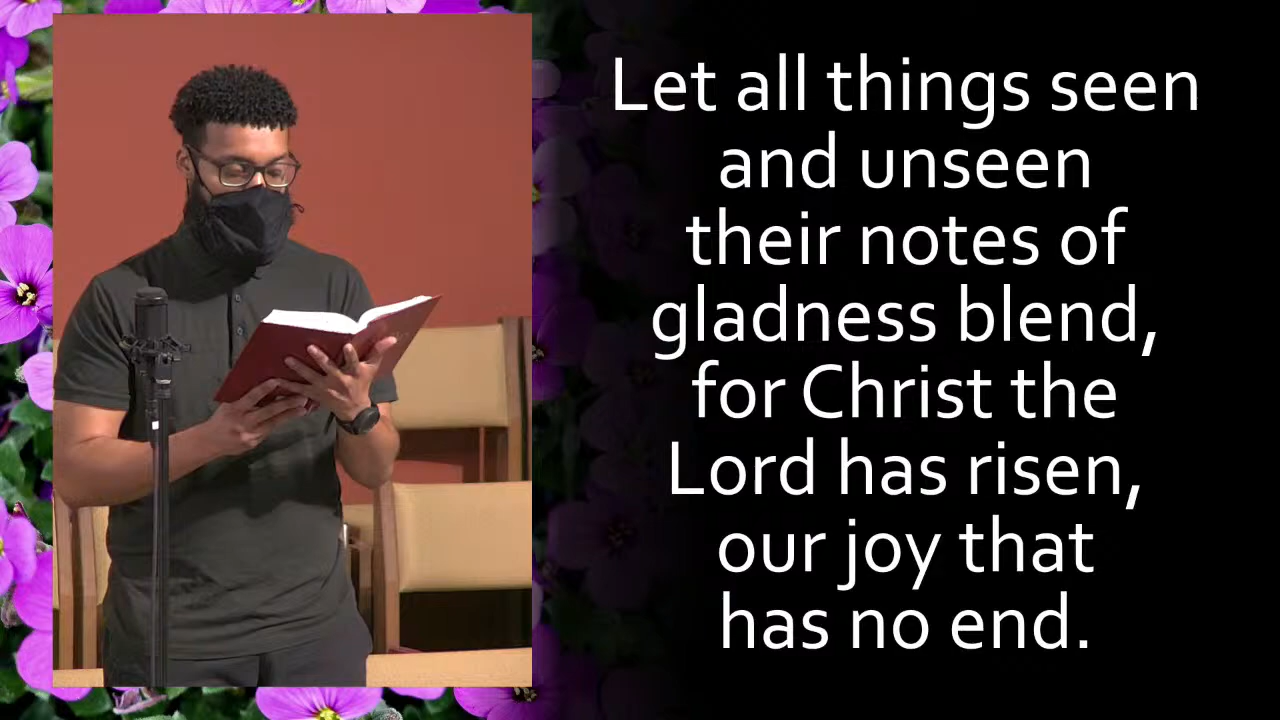 Let all things seen
and unseen
their notes of
gladness blend,
for Christ the
Lord has risen,
our joy that
has no end.